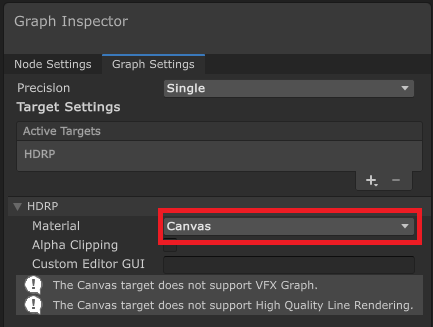 Graph Inspector
Node Settings Graph Settings
Precision Single
Target Settings
Active Targets
HDRP
+ −
HDRP
Material Canvas
Alpha Clipping
Custom Editor GUI
! The Canvas target does not support VFX Graph.
! The Canvas target does not support High Quality Line Rendering.